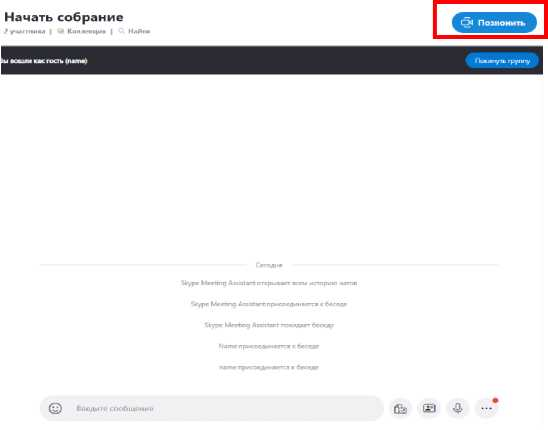 Начать собрание
Позвонить
2 участника | Коллекция | Найти
Вы вошли как гость (name)
Покинуть группу
Сегодня
Skype Meeting Assistant открывает всем историю чатов
Skype Meeting Assistant присоединяется к беседе
Skype Meeting Assistant покидает беседу
Name присоединяется к беседе
name присоединяется к беседе
Введите сообщение